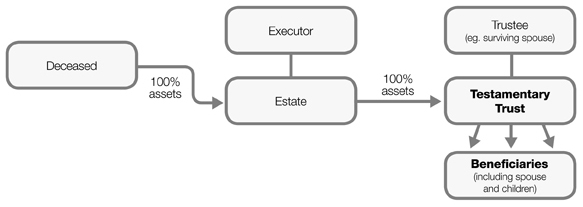 Executor
Trustee
(eg. surviving spouse)
Deceased
100%
assets
Estate
100%
assets
Testamentary
Trust
Beneficiaries
(including spouse
and children)